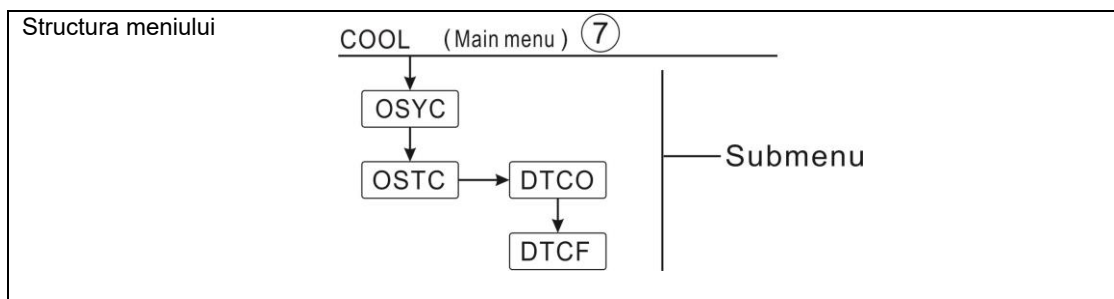 Structura meniului
COOL (Main menu) ⑦
OSYC
OSTC DTCO
DTCF
Submenu